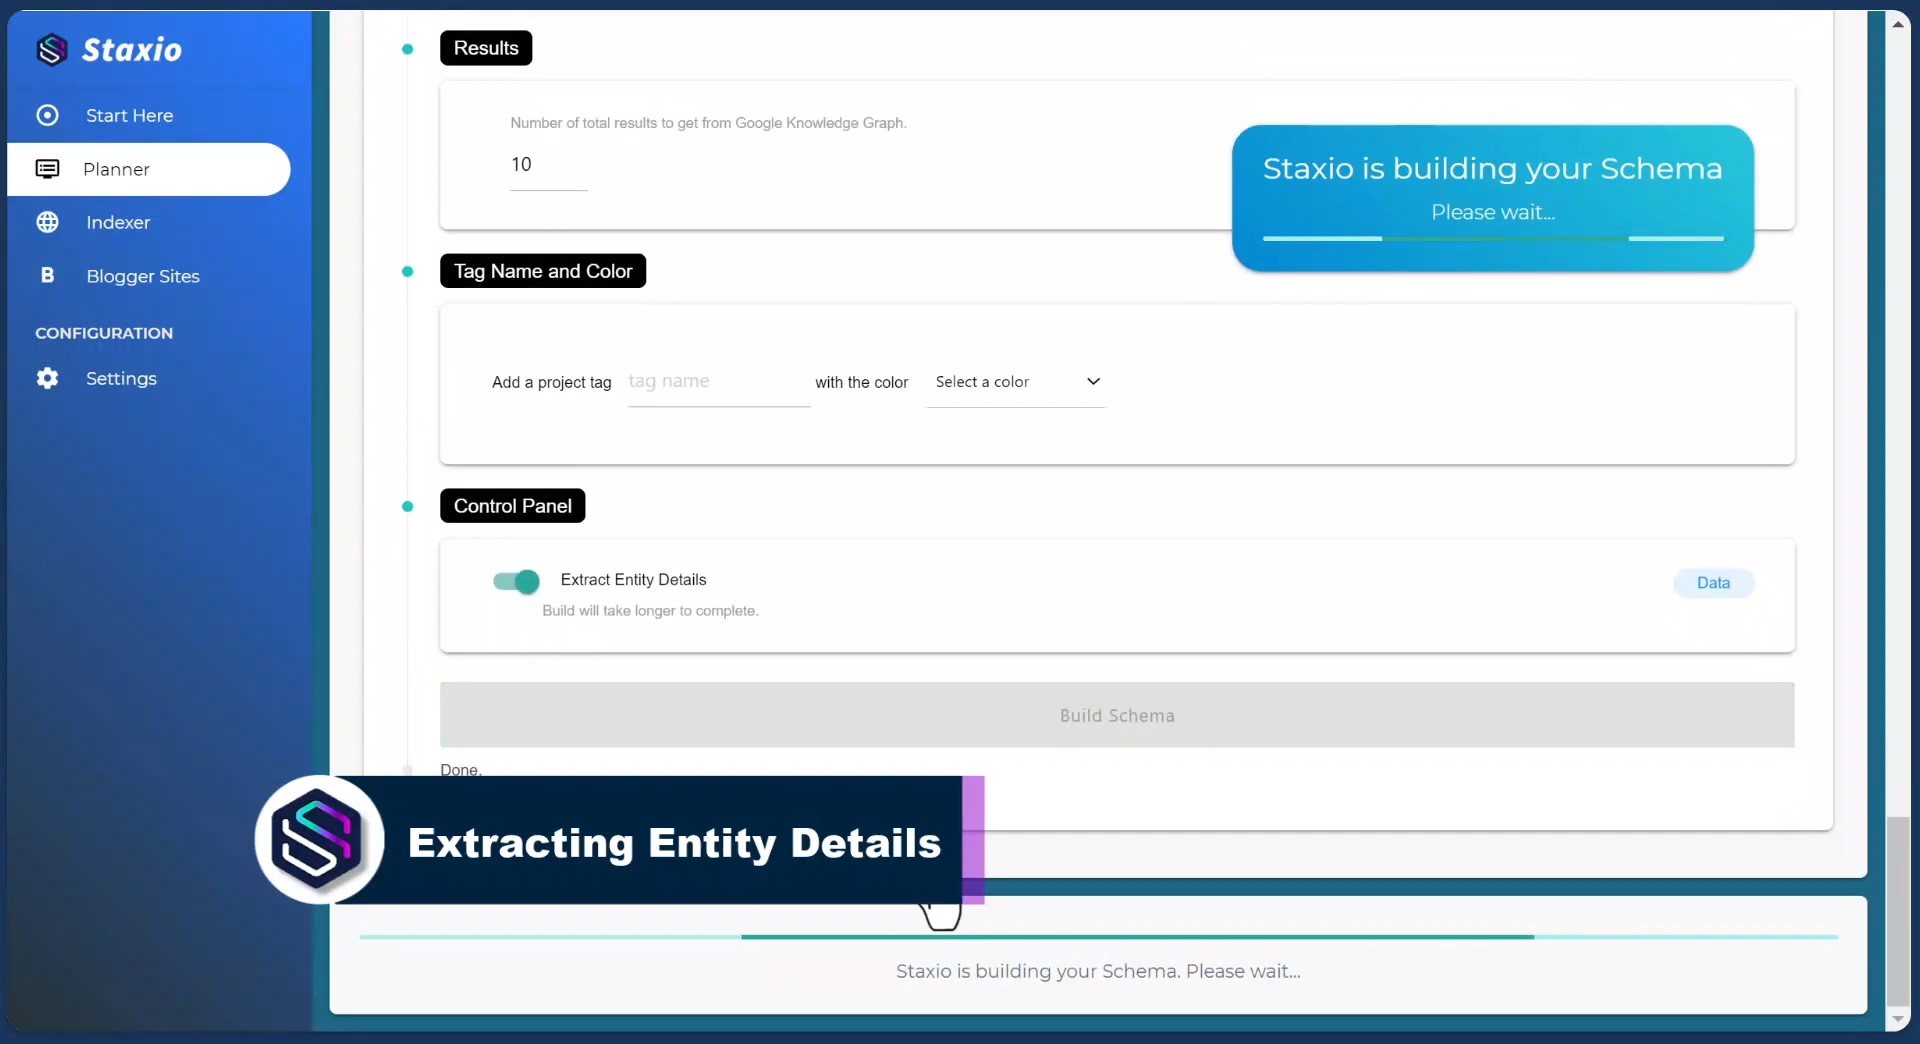 Staxio
Start Here
Planner
Indexer
B
Blogger Sites
CONFIGURATION
Settings
Results
Number of total results to get from Google Knowledge Graph.
10
Staxio is building your Schema
Please wait...
Tag Name and Color
Add a project tag tag name with the color Select a color
Control Panel
Extract Entity Details
Build will take longer to complete.
Data
Build Schema
Done.
Extracting Entity Details
Staxio is building your Schema. Please wait...